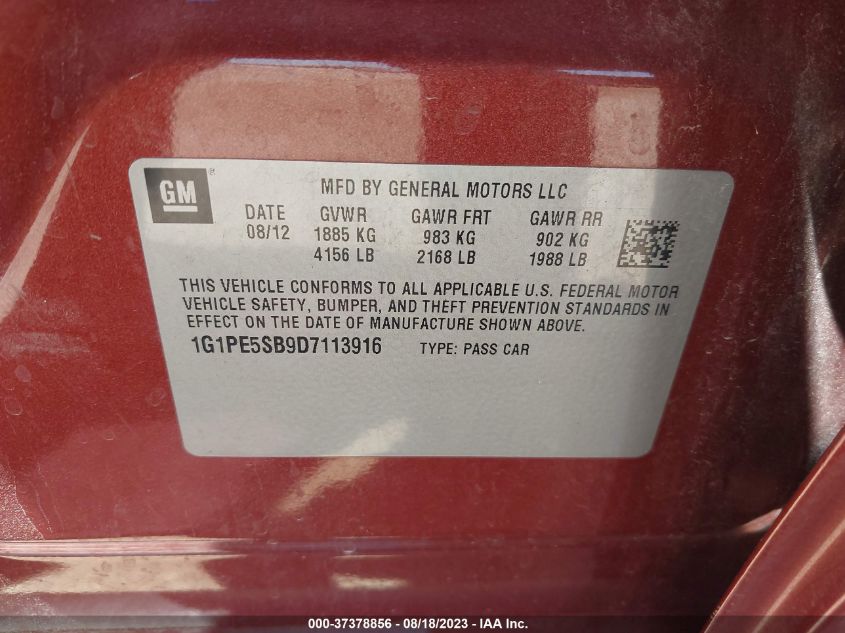 GM ®
MFD BY GENERAL MOTORS LLC
DATE GVWR GAWR FRT GAWR RR
08/12 1885 KG 983 KG 902 KG
4156 LB 2168 LB 1988 LB
THIS VEHICLE CONFORMS TO ALL APPLICABLE U.S. FEDERAL MOTOR
VEHICLE SAFETY, BUMPER, AND THEFT PREVENTION STANDARDS IN
EFFECT ON THE DATE OF MANUFACTURE SHOWN ABOVE.
1G1PE5SB9D7113916 TYPE: PASS CAR
000-37378856 - 08/18/2023 - IAA Inc.